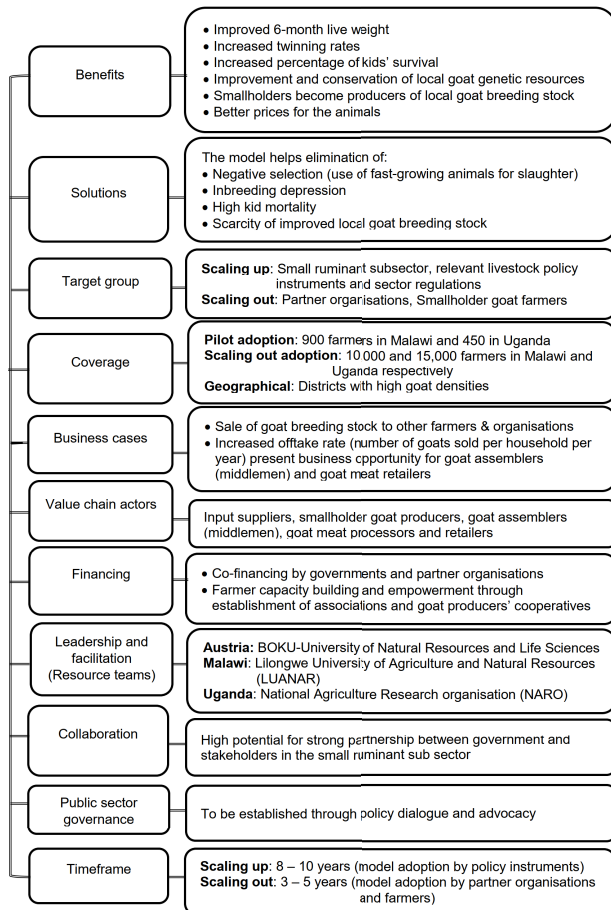 Benefits
• Improved 6-month live weight
• Increased twinning rates
• Increased percentage of kids' survival
• Improvement and conservation of local goat genetic resources
• Smallholders become producers of local goat breeding stock
• Better prices for the animals
Solutions
The model helps elimination of:
• Negative selection (use of fast-growing animals for slaughter)
• Inbreeding depression
• High kid mortality
• Scarcity of improved local goat breeding stock
Target group
Scaling up: Small ruminant subsector, relevant livestock policy
instruments and sector regulations
Scaling out: Partner organisations, Smallholder goat farmers
Coverage
Pilot adoption: 900 farmers in Malawi and 450 in Uganda
Scaling out adoption: 10,000 and 15,000 farmers in Malawi and
Uganda respectively
Geographical: Districts with high goat densities
Business cases
• Sale of goat breeding stock to other farmers & organisations
• Increased offtake rate (number of goats sold per household per
year) present business opportunity for goat assemblers
(middlemen) and goat meat retailers
Value chain actors
Input suppliers, smallholder goat producers, goat assemblers
(middlemen), goat meat processors and retailers
Financing
• Co-financing by governments and partner organisations
• Farmer capacity building and empowerment through
establishment of associations and goat producers' cooperatives
Leadership and
facilitation
(Resource teams)
Austria: BOKU-University of Natural Resources and Life Sciences
Malawi: Lilongwe University of Agriculture and Natural Resources
(LUANAR)
Uganda: National Agriculture Research organisation (NARO)
Collaboration
High potential for strong partnership between government and
stakeholders in the small ruminant sub sector
Public sector
governance
To be established through policy dialogue and advocacy
Timeframe
Scaling up: 8 – 10 years (model adoption by policy instruments)
Scaling out: 3 – 5 years (model adoption by partner organisations
and farmers)